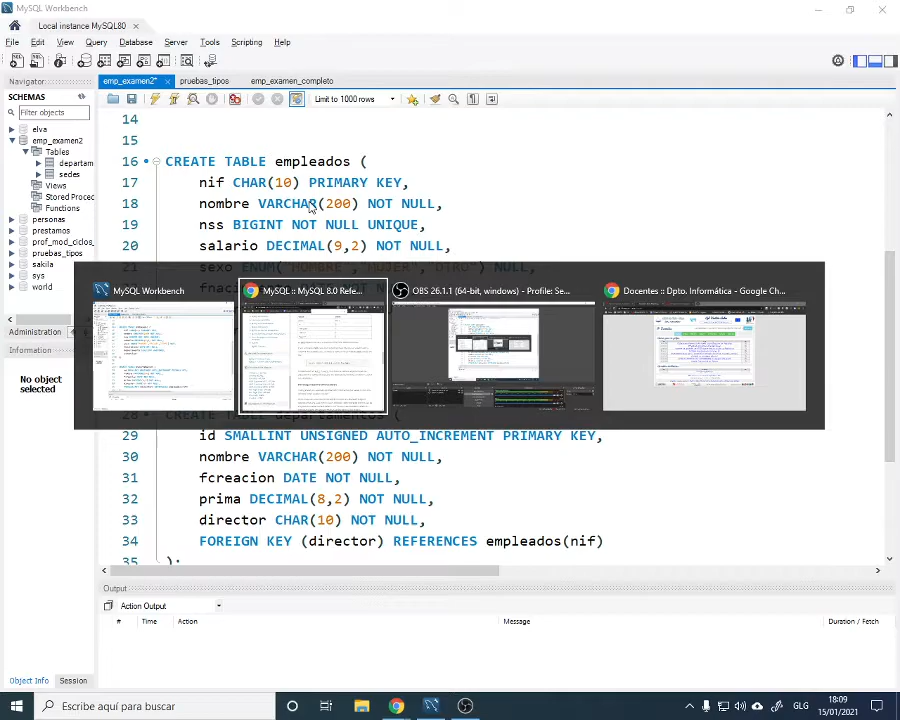 MySQL Workbench
Local instance MySQL80
File Edit View Query Database Server Tools Scripting Help
Navigator:
emp_examen2* pruebas_tipos emp_examen_completo
SCHEMAS
Limit to 1000 rows
Filter objects
elva
emp_examen2
Tables
departam
sedes
Views
Stored Proced
Functions
personas
prestamos
prof_mod_ciclos_
pruebas_tipos
sakila
sys
world
Administration
Information
No object
selected
14
15
16 CREATE TABLE empleados (
17 nif CHAR(10) PRIMARY KEY,
18 nombre VARCHAR(200) NOT NULL,
19 nss BIGINT NOT NULL UNIQUE,
20 salario DECIMAL(9,2) NOT NULL,
21 sexo ENUM("HOMBRE","MUJER","OTRO") NULL,
MySQL Workbench
MySQL :: MySQL 8.0 Refe...
OBS 26.1.1 (64-bit, windows) - Profile: Se...
Docentes :: Dpto. Informática - Google Ch...
28 CREATE TABLE departamentos (
29 id SMALLINT UNSIGNED AUTO_INCREMENT PRIMARY KEY,
30 nombre VARCHAR(200) NOT NULL,
31 fcreacion DATE NOT NULL,
32 prima DECIMAL(8,2) NOT NULL,
33 director CHAR(10) NOT NULL,
34 FOREIGN KEY (director) REFERENCES empleados(nif)
35 );
Output
Action Output
# Time Action Message Duration / Fetch
Object Info Session
Escribe aquí para buscar
GLG
18:09
15/01/2021